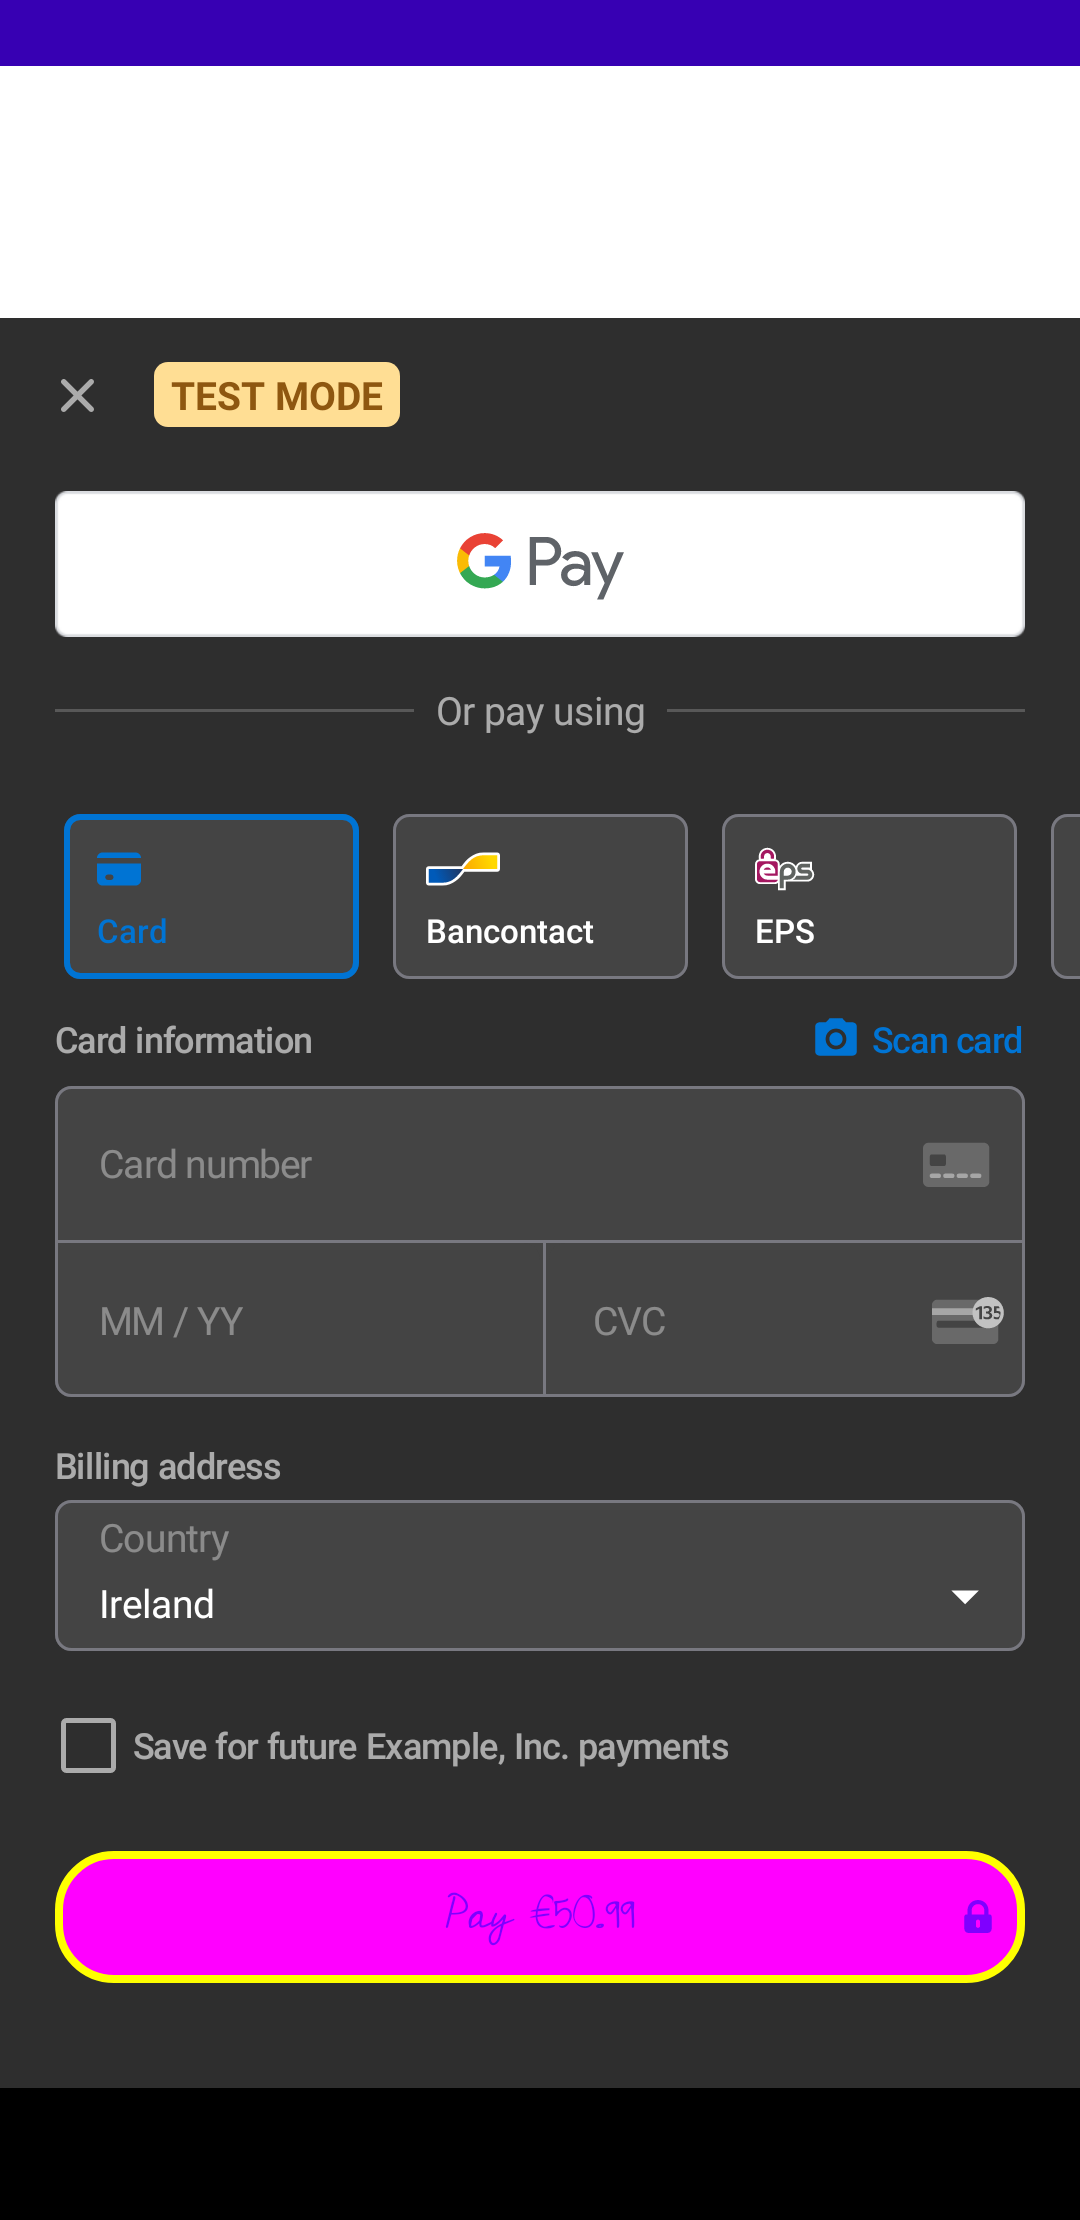 TEST MODE
G Pay
Or pay using
Card
Bancontact
eps
EPS
Card information
Scan card
Card number
MM / YY
CVC
135
Billing address
Country
Ireland
Save for future Example, Inc. payments
Pay €50.99